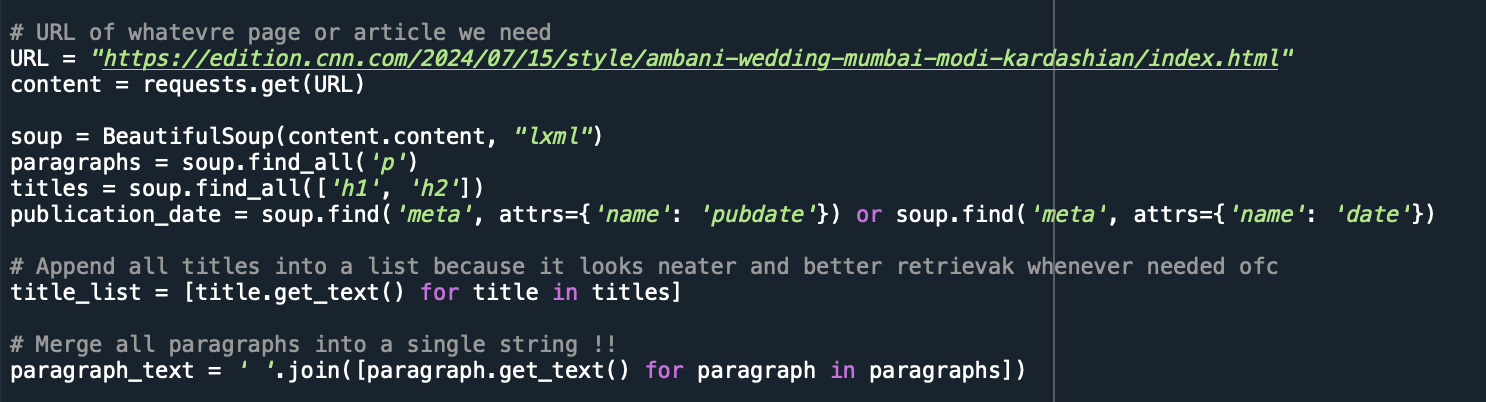 # URL of whatevre page or article we need
URL = "https://edition.cnn.com/2024/07/15/style/ambani-wedding-mumbai-modi-kardashian/index.html"
content = requests.get(URL)
soup = BeautifulSoup(content.content, "lxml")
paragraphs = soup.find_all('p')
titles = soup.find_all(['h1', 'h2'])
publication_date = soup.find('meta', attrs={'name': 'pubdate'}) or soup.find('meta', attrs={'name': 'date'})
# Append all titles into a list because it looks neater and better retrievak whenever needed ofc
title_list = [title.get_text() for title in titles]
# Merge all paragraphs into a single string !!
paragraph_text = ' '.join([paragraph.get_text() for paragraph in paragraphs])